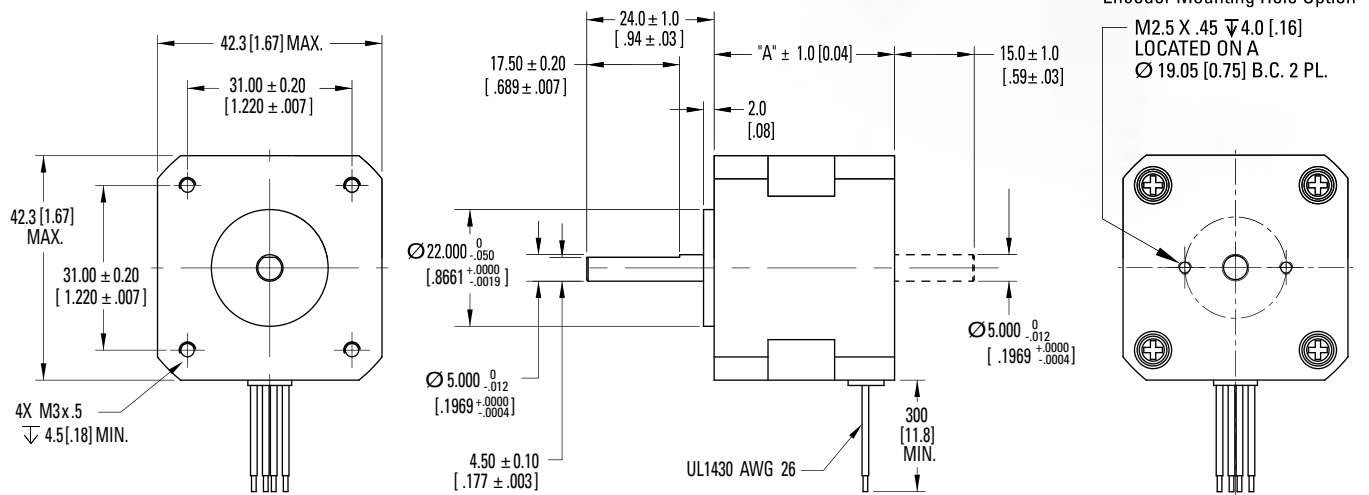 42.3 [1.67] MAX.
31.00 ± 0.20
[1.220 ± .007]
42.3 [1.67]
MAX.
31.00 ± 0.20
[1.220 ± .007]
4X M3x.5
↧ 4.5[.18] MIN.
24.0 ± 1.0
[.94 ± .03]
17.50 ± 0.20
[.689 ± .007]
"A" ± 1.0 [0.04]
15.0 ± 1.0
[.59± .03]
2.0
[.08]
Ø 22.000 0 -.050
[.8661 +.0000 -.0019]
Ø 5.000 0 -.012
[.1969 +.0000 -.0004]
4.50 ± 0.10
[.177 ± .003]
UL1430 AWG 26
300
[11.8]
MIN.
Ø 5.000 0 -.012
[.1969 +.0000 -.0004]
Encoder Mounting Hole Option
M2.5 X .45 ↧ 4.0 [.16]
LOCATED ON A
Ø 19.05 [0.75] B.C. 2 PL.